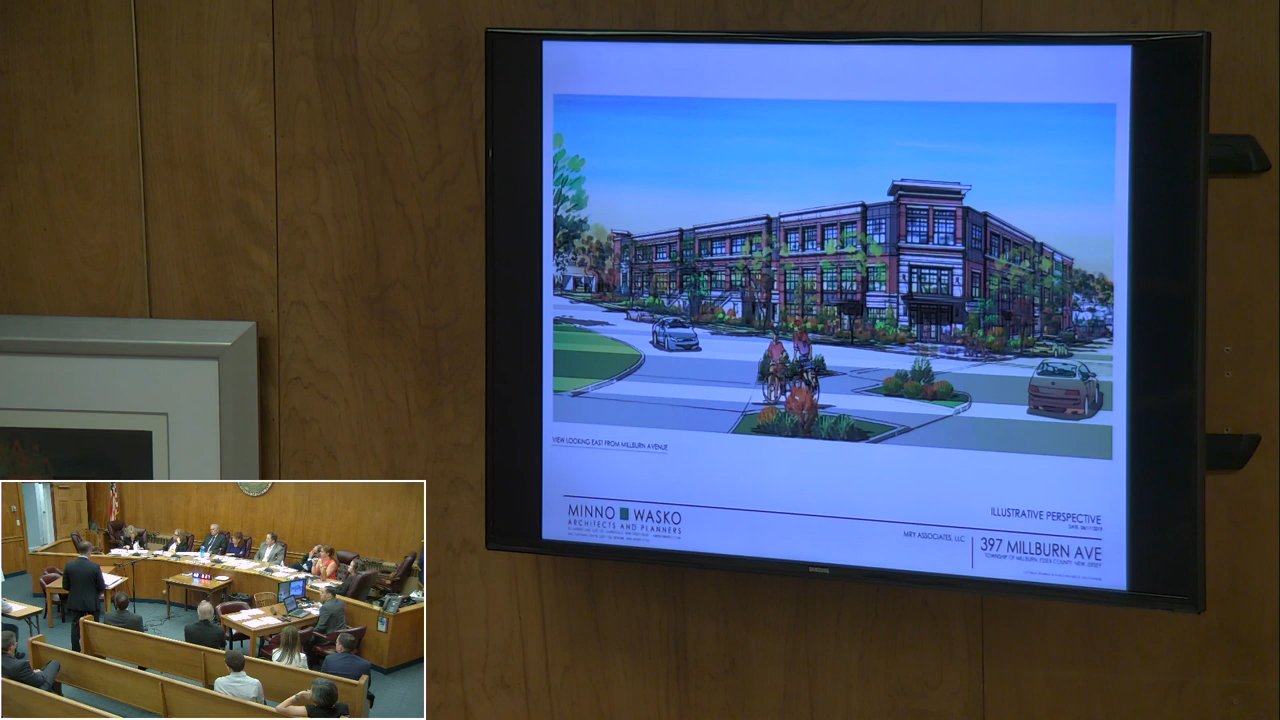 VIEW LOOKING EAST FROM MILLBURN AVENUE
MINNO WASKO
ARCHITECTS AND PLANNERS
ILLUSTRATIVE PERSPECTIVE
MRY ASSOCIATES, LLC
397 MILLBURN AVE
TOWNSHIP OF MILLBURN, ESSEX COUNTY, NEW JERSEY
SAMSUNG